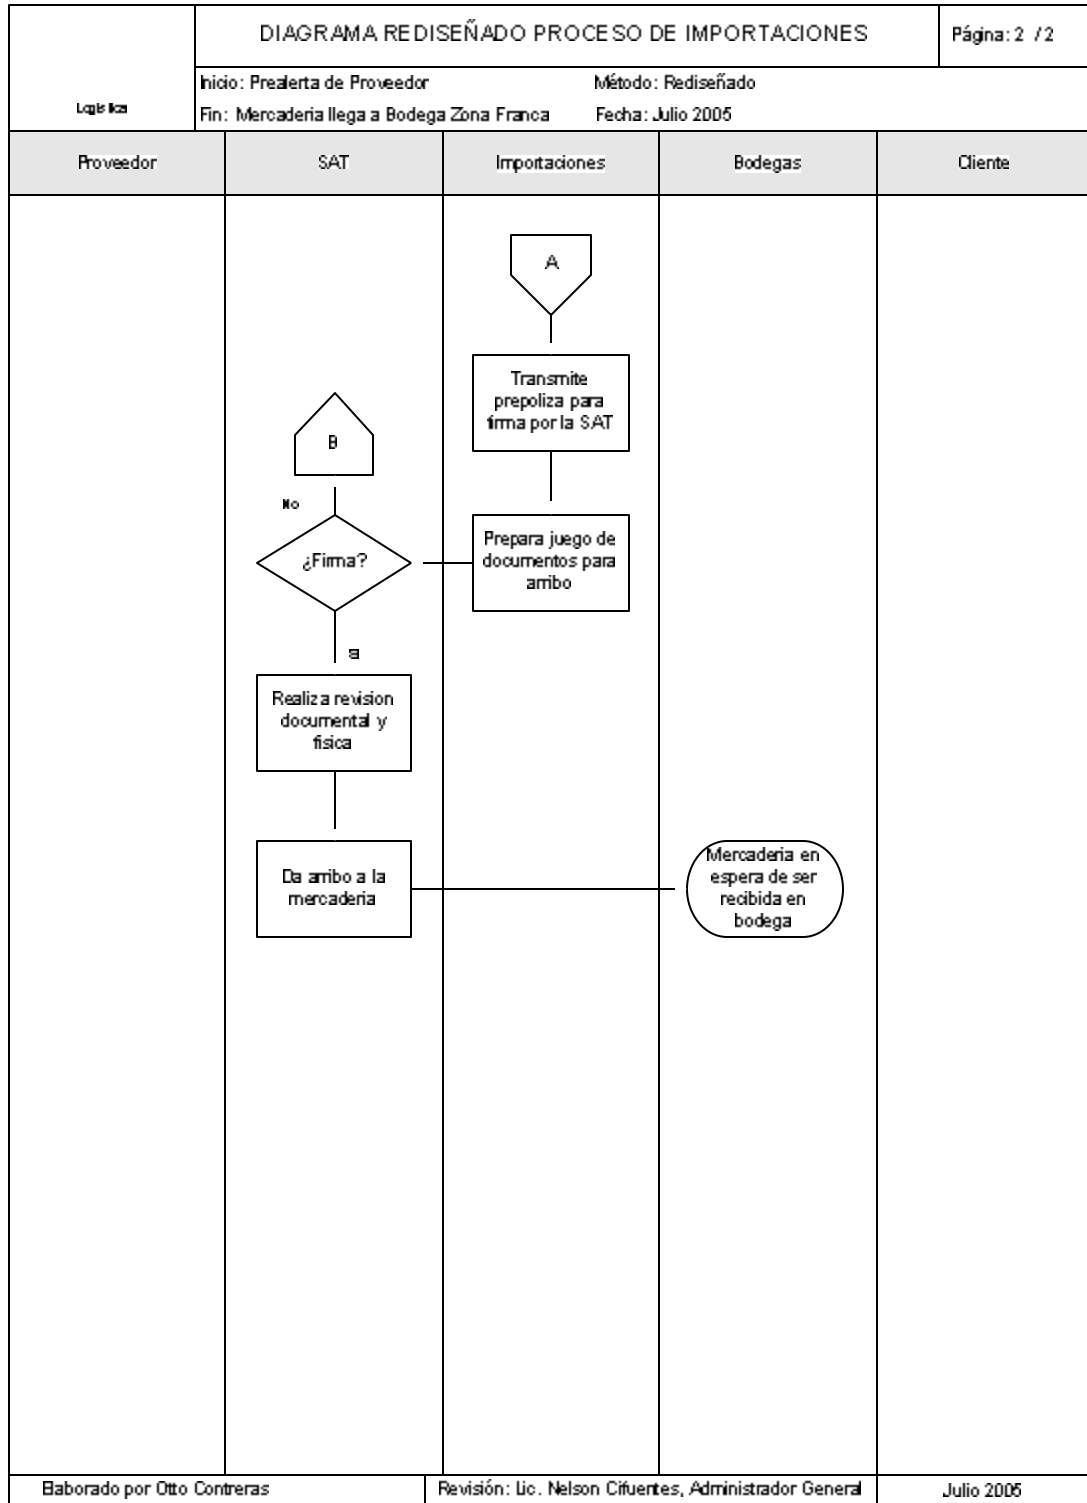 DIAGRAMA REDISEÑADO PROCESO DE IMPORTACIONES
Página: 2 / 2
Logística
Inicio: Prealerta de Proveedor
Método: Rediseñado
Fin: Mercaderia llega a Bodega Zona Franca
Fecha: Julio 2005
Proveedor
SAT
Importaciones
Bodegas
Cliente
A
Transmite
prepoliza para
firma por la SAT
B
No
¿Firma?
Prepara juego de
documentos para
arribo
Si
Realiza revision
documental y
fisica
Da arribo a la
mercaderia
Mercaderia en
espera de ser
recibida en
bodega
Elaborado por Otto Contreras
Revisión: Lic. Nelson Cifuentes, Administrador General
Julio 2005